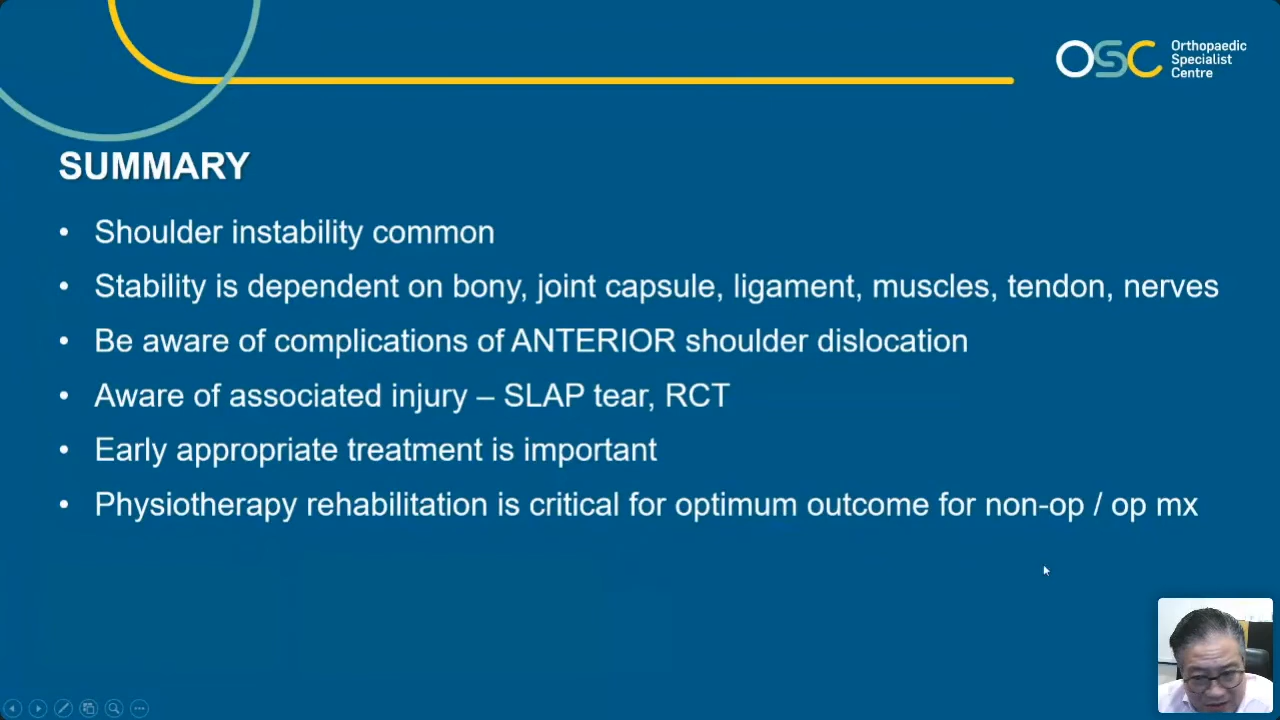 OSC Orthopaedic
Specialist
Centre
SUMMARY
• Shoulder instability common
• Stability is dependent on bony, joint capsule, ligament, muscles, tendon, nerves
• Be aware of complications of ANTERIOR shoulder dislocation
• Aware of associated injury – SLAP tear, RCT
• Early appropriate treatment is important
• Physiotherapy rehabilitation is critical for optimum outcome for non-op / op mx